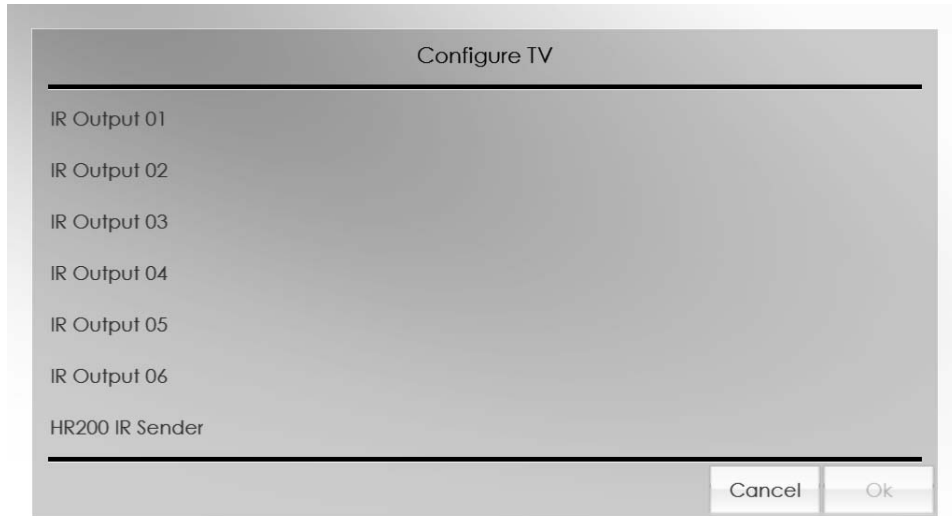 Configure TV
IR Output 01
IR Output 02
IR Output 03
IR Output 04
IR Output 05
IR Output 06
HR200 IR Sender
Cancel Ok